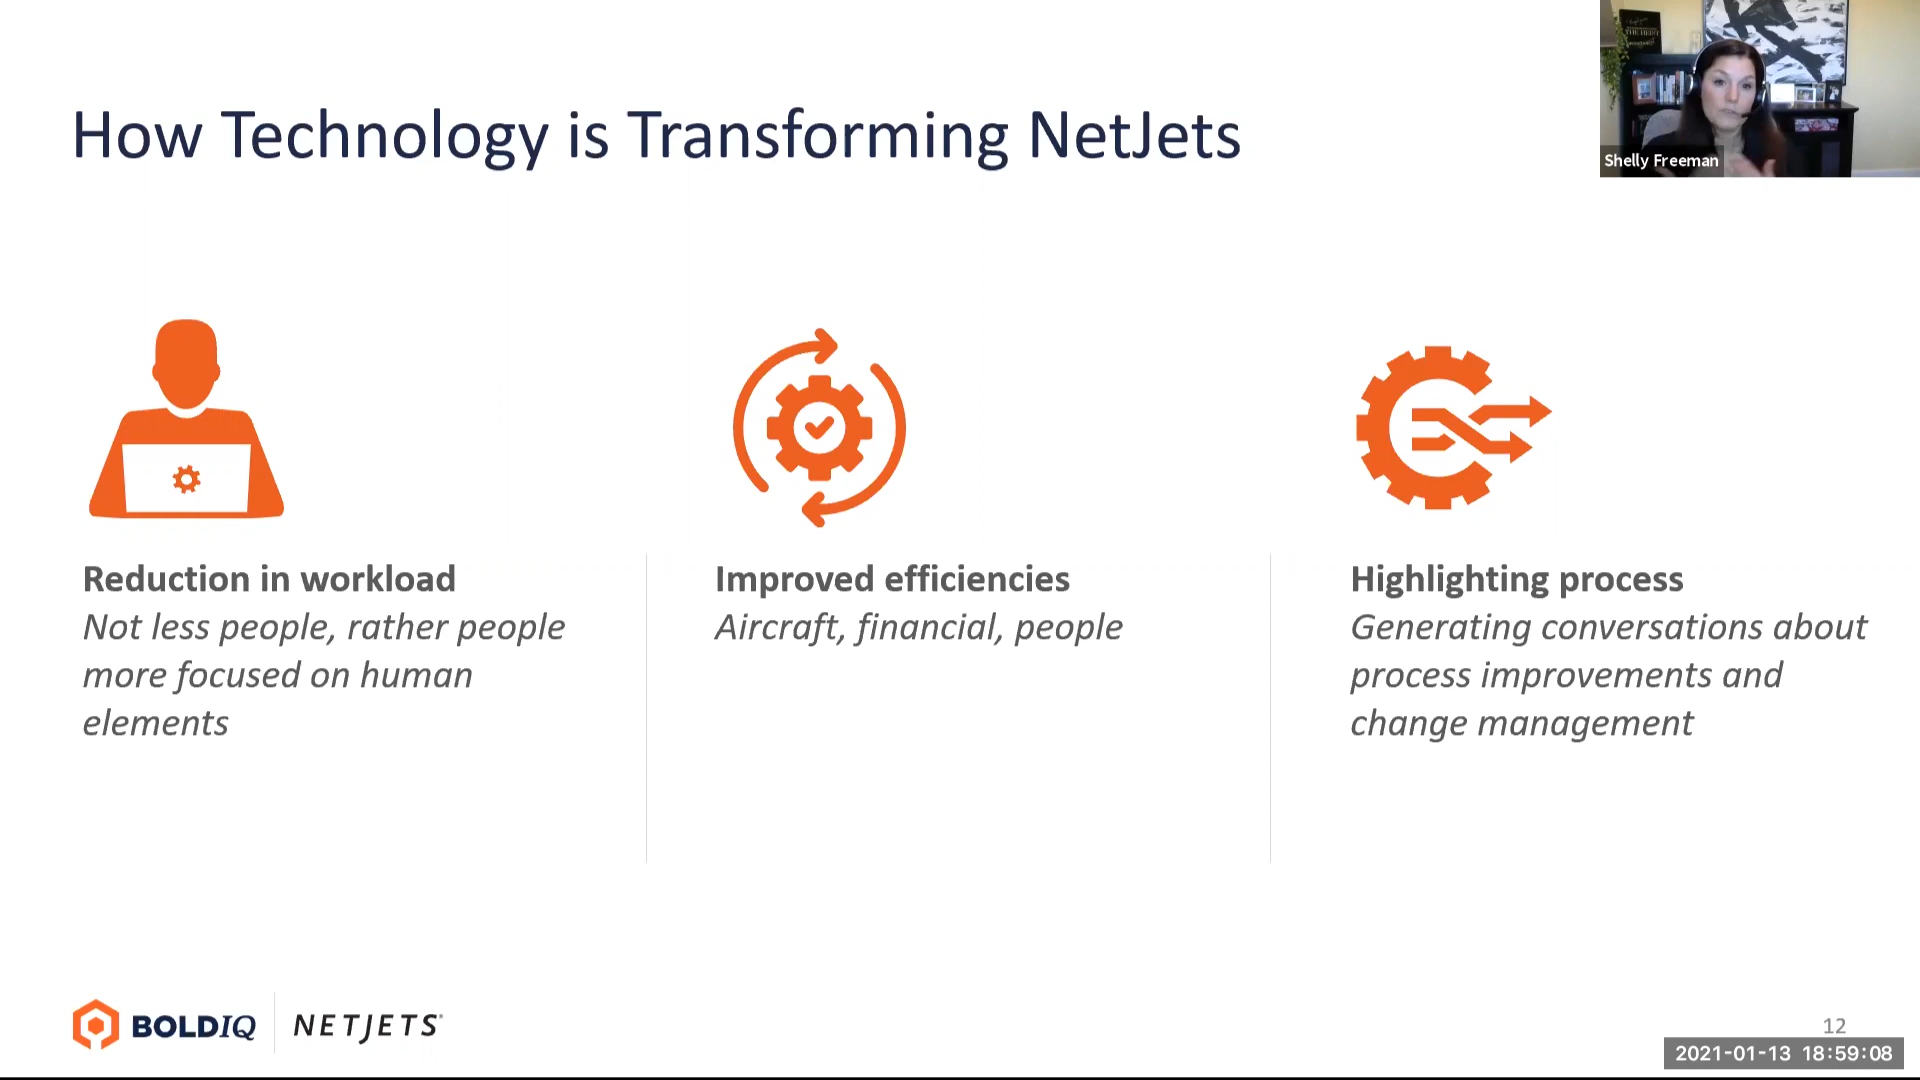 How Technology is Transforming NetJets
Shelly Freeman
Reduction in workload
Not less people, rather people
more focused on human
elements
Improved efficiencies
Aircraft, financial, people
Highlighting process
Generating conversations about
process improvements and
change management
BOLDIQ
NETJETS
12
2021-01-13 18:59:08